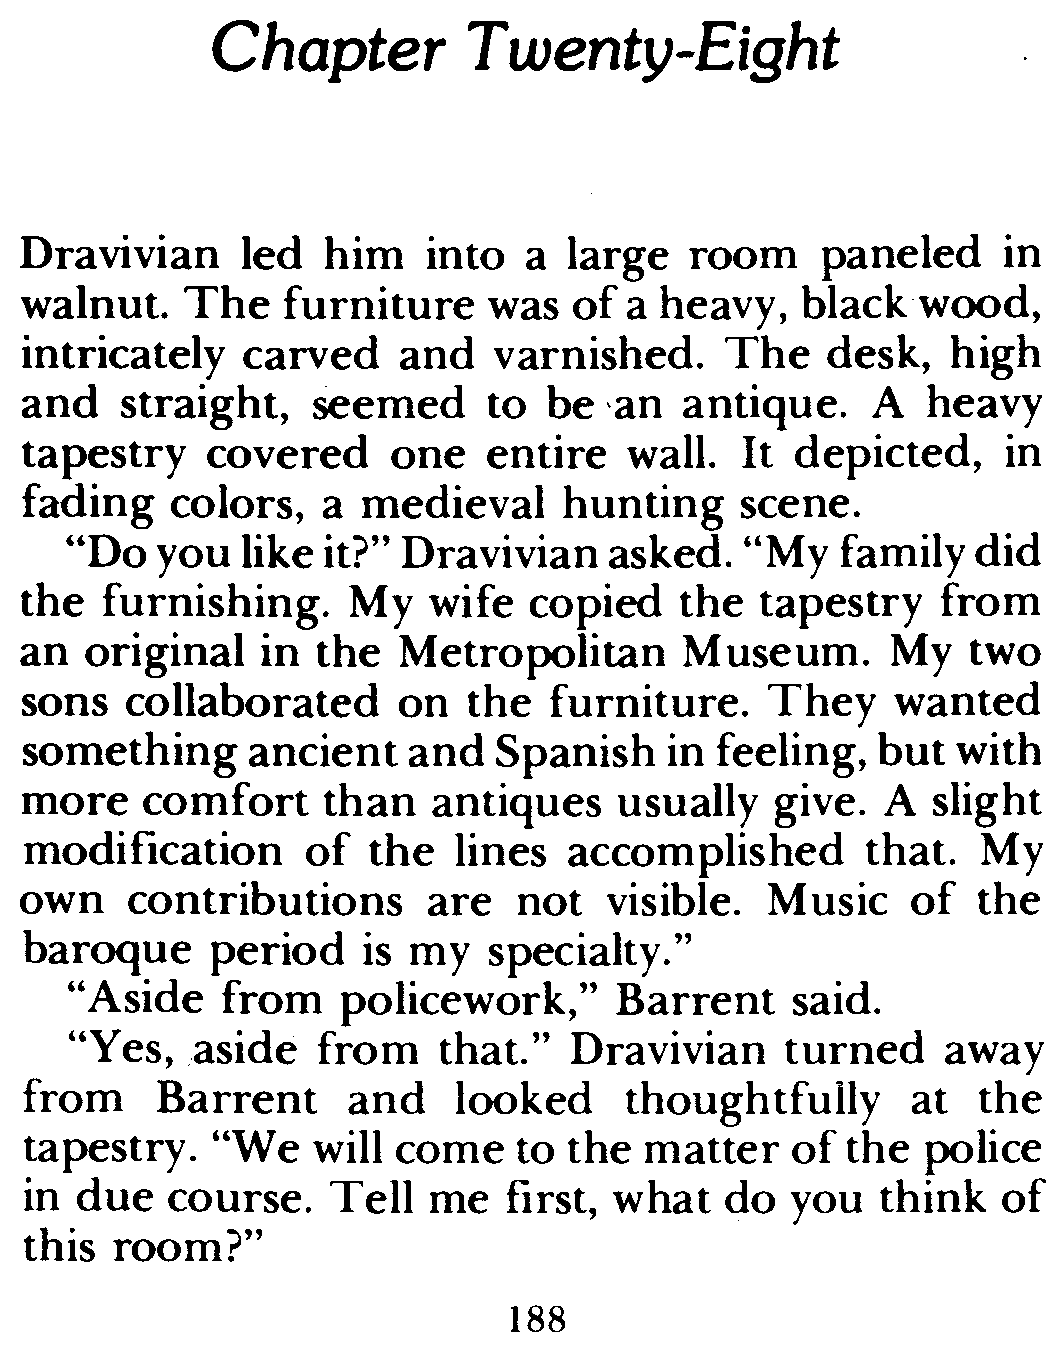 Chapter Twenty-Eight
Dravivian led him into a large room paneled in
walnut. The furniture was of a heavy, black wood,
intricately carved and varnished. The desk, high
and straight, seemed to be an antique. A heavy
tapestry covered one entire wall. It depicted, in
fading colors, a medieval hunting scene.
“Do you like it?” Dravivian asked. “My family did
the furnishing. My wife copied the tapestry from
an original in the Metropolitan Museum. My two
sons collaborated on the furniture. They wanted
something ancient and Spanish in feeling, but with
more comfort than antiques usually give. A slight
modification of the lines accomplished that. My
own contributions are not visible. Music of the
baroque period is my specialty.”
“Aside from policework,” Barrent said.
“Yes, aside from that.” Dravivian turned away
from Barrent and looked thoughtfully at the
tapestry. “We will come to the matter of the police
in due course. Tell me first, what do you think of
this room?”
188